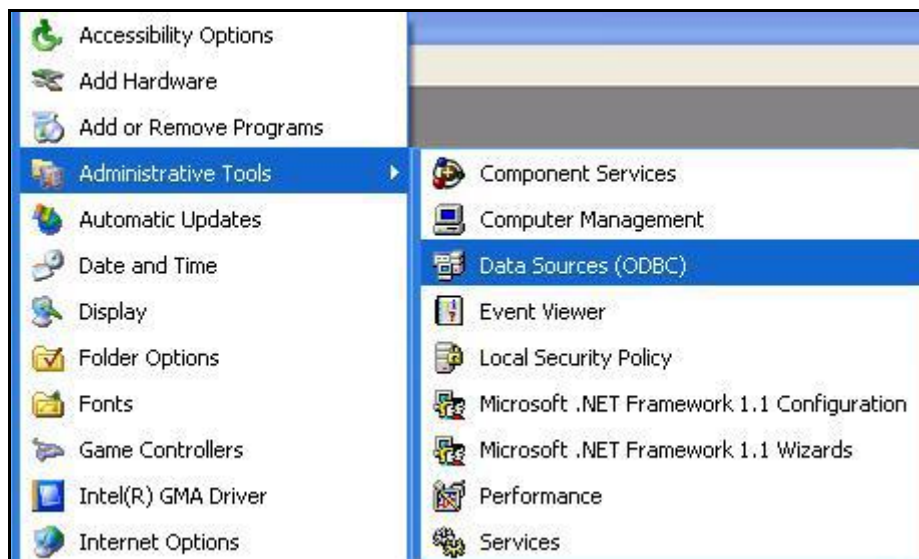 Accessibility Options
Add Hardware
Add or Remove Programs
Administrative Tools
Automatic Updates
Date and Time
Display
Folder Options
Fonts
Game Controllers
Intel(R) GMA Driver
Internet Options
Component Services
Computer Management
Data Sources (ODBC)
Event Viewer
Local Security Policy
Microsoft .NET Framework 1.1 Configuration
Microsoft .NET Framework 1.1 Wizards
Performance
Services